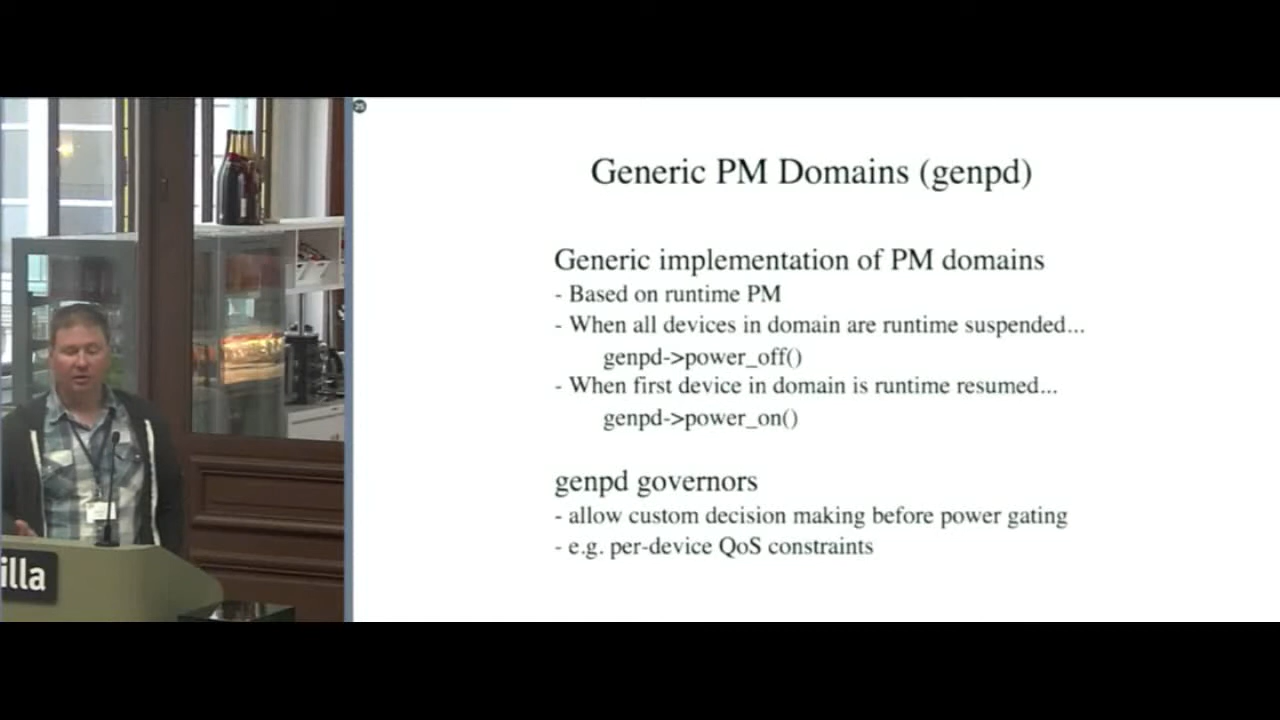 25
Generic PM Domains (genpd)
Generic implementation of PM domains
- Based on runtime PM
- When all devices in domain are runtime suspended...
genpd->power_off()
- When first device in domain is runtime resumed...
genpd->power_on()
genpd governors
- allow custom decision making before power gating
- e.g. per-device QoS constraints
illa